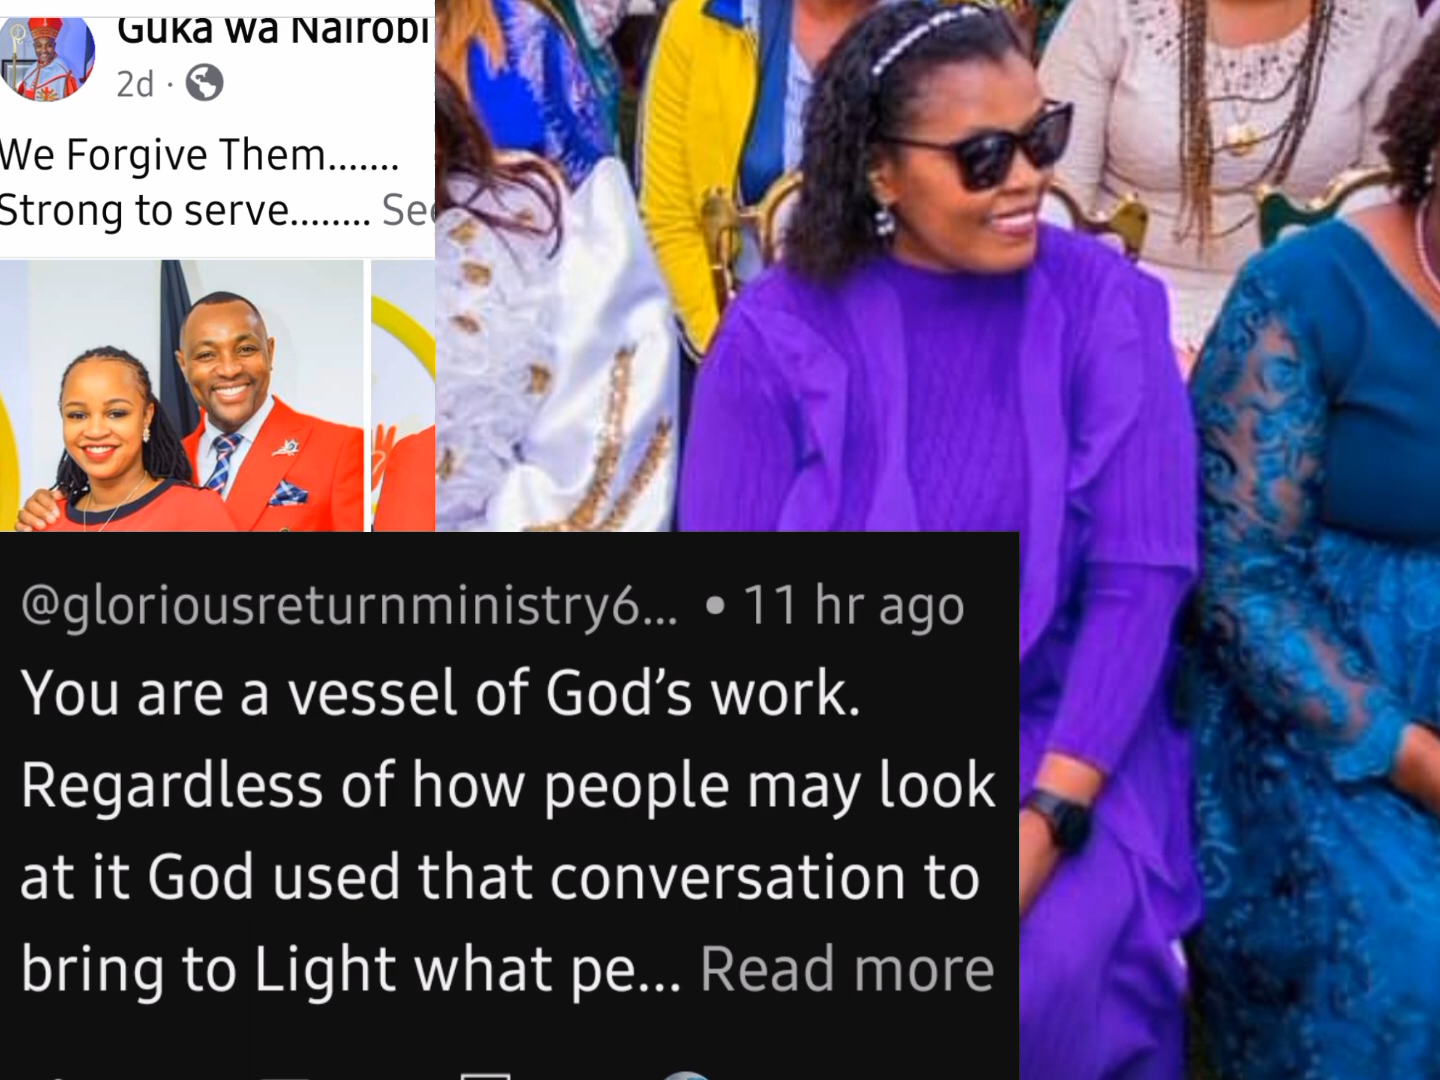 Guka wa Nairobi
2d ·
We Forgive Them.......
Strong to serve........ See
@gloriousreturnministry6... • 11 hr ago
You are a vessel of God’s work.
Regardless of how people may look
at it God used that conversation to
bring to Light what pe... Read more